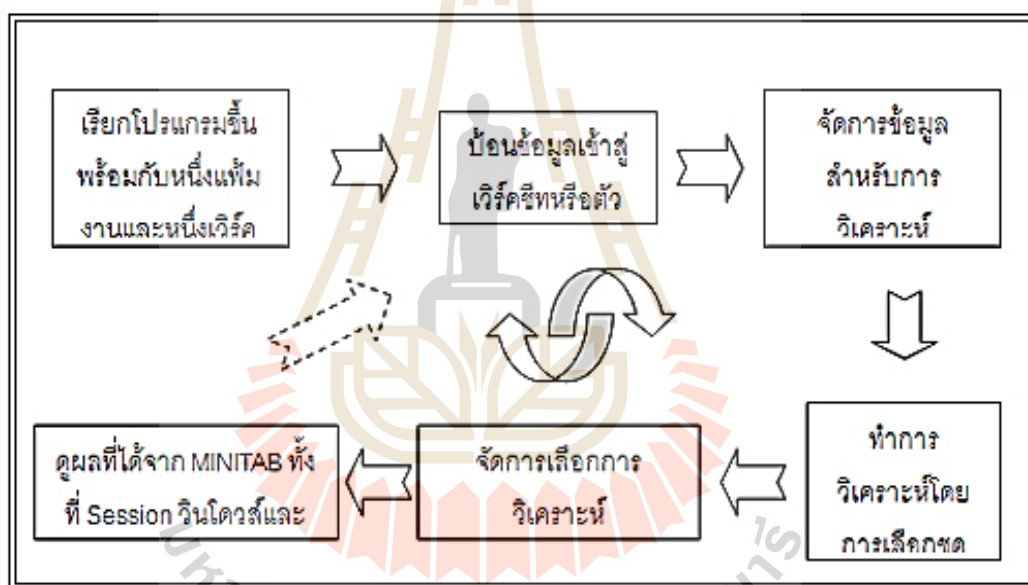 เรียกโปรแกรมขึ้น
พร้อมกับหนึ่งแฟ้ม
งานและหนึ่งเวิร์ค
ป้อนข้อมูลเข้าสู่
เวิร์คชีทหรือตัว
จัดการข้อมูล
สำหรับการ
วิเคราะห์
ทำการ
วิเคราะห์โดย
การเลือกชุด
จัดการเลือกการ
วิเคราะห์
ดูผลที่ได้จาก MINITAB ทั้ง
ที่ Session วินโดวส์และ